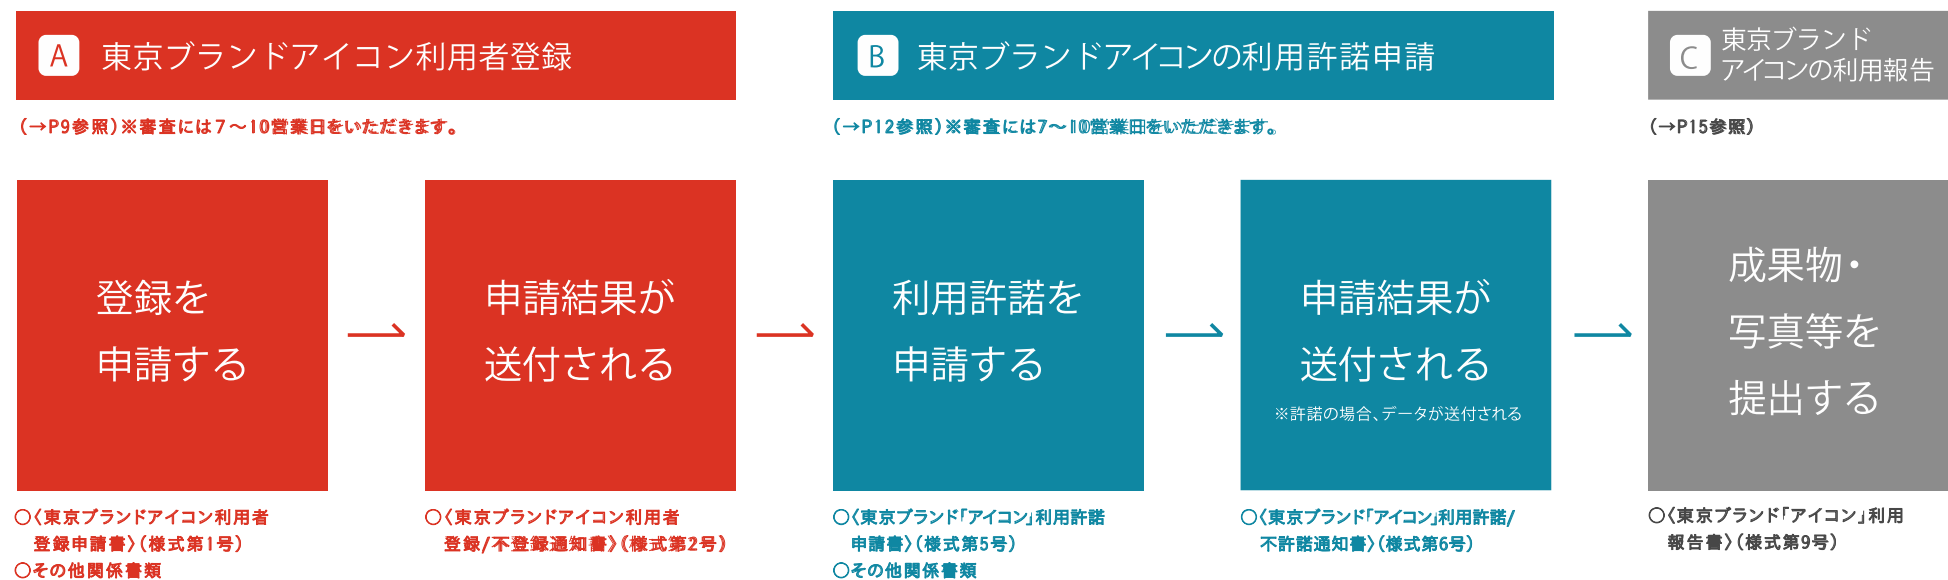 A 東京ブランドアイコン利用者登録
(→P9参照)※審査には7~10営業日をいただきます。
登録を
申請する
→
申請結果が
送付される
○〈東京ブランドアイコン利用者
登録申請書〉(様式第1号)
○その他関係書類
○〈東京ブランドアイコン利用者
登録/不登録通知書〉(様式第2号)
→
B 東京ブランドアイコンの利用許諾申請
(→P12参照)※審査には7~10営業日をいただきます。
利用許諾を
申請する
→
申請結果が
送付される
※許諾の場合、データが送付される
○〈東京ブランド「アイコン」利用許諾
申請書〉(様式第5号)
○その他関係書類
○〈東京ブランド「アイコン」利用許諾/
不許諾通知書〉(様式第6号)
→
C 東京ブランド
アイコンの利用報告
(→P15参照)
成果物・
写真等を
提出する
○〈東京ブランド「アイコン」利用
報告書〉(様式第9号)